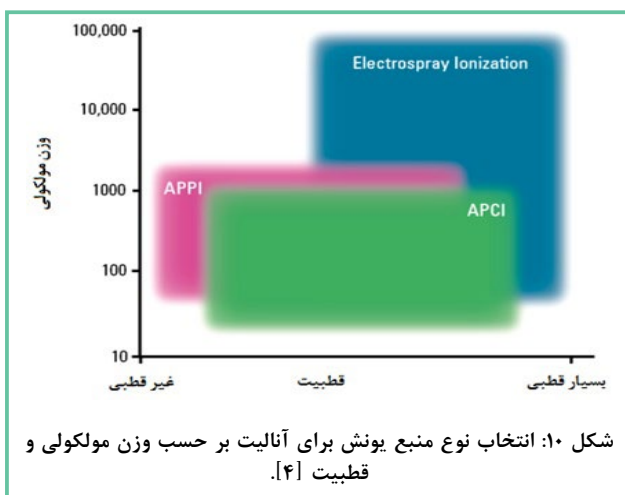 100,000
Electrospray Ionization
10,000
وزن مولکولی
1000
APPI
APCI
100
10
غیر قطبی
قطبیت
بسیار قطبی
شکل ۱۰: انتخاب نوع منبع یونش برای آنالیت بر حسب وزن مولکولی و
قطبیت [۴].